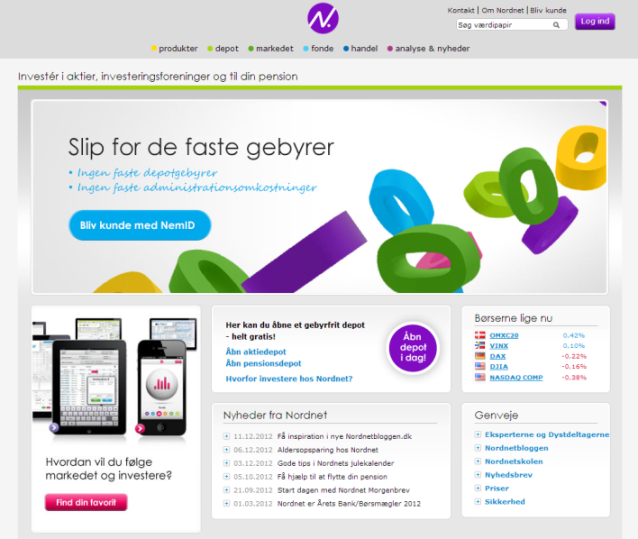 Kontakt | Om Nordnet | Bliv kunde
N.
Søg værdipapir
Log ind
produkter depot markedet fonde handel analyse & nyheder
Investér i aktier, investeringsforeninger og til din pension
Slip for de faste gebyrer
• Ingen faste depotgebyrer
• Ingen faste administrationsomkostninger
Bliv kunde med NemID
Hvordan vil du følge
markedet og investere?
Find din favorit
Her kan du åbne et gebyrfrit depot
- helt gratis!
Åbn aktiedepot
Åbn pensionsdepot
Hvorfor investere hos Nordnet?
Åbn
depot
i dag!
Børserne lige nu
OMXC20 0,42%
VINX 0,10%
DAX -0,22%
DJIA -0,16%
NASDAQ COMP -0,38%
Nyheder fra Nordnet
11.12.2012 Få inspiration i nye Nordnetbloggen.dk
06.12.2012 Aldersopsparing hos Nordnet
03.12.2012 Gode tips i Nordnets julekalender
05.10.2012 Få hjælp til at flytte din pension
21.09.2012 Start dagen med Nordnet Morgenbrev
01.03.2012 Nordnet er Årets Bank/Børsmægler 2012
Genveje
Eksperterne og Dystdeltagerne
Nordnetbloggen
Nordnetskolen
Nyhedsbrev
Priser
Sikkerhed